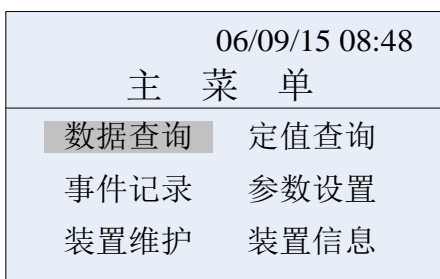 06/09/15 08:48
主 菜 单
数据查询 定值查询
事件记录 参数设置
装置维护 装置信息